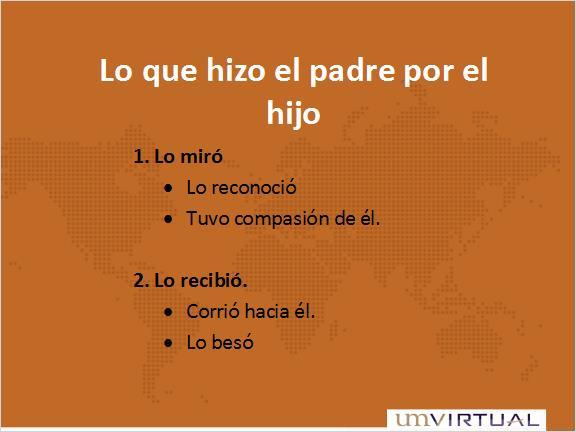 Lo que hizo el padre por el
hijo
1. Lo miró
• Lo reconoció
• Tuvo compasión de él.
2. Lo recibió.
• Corrió hacia él.
• Lo besó
umVIRTUAL